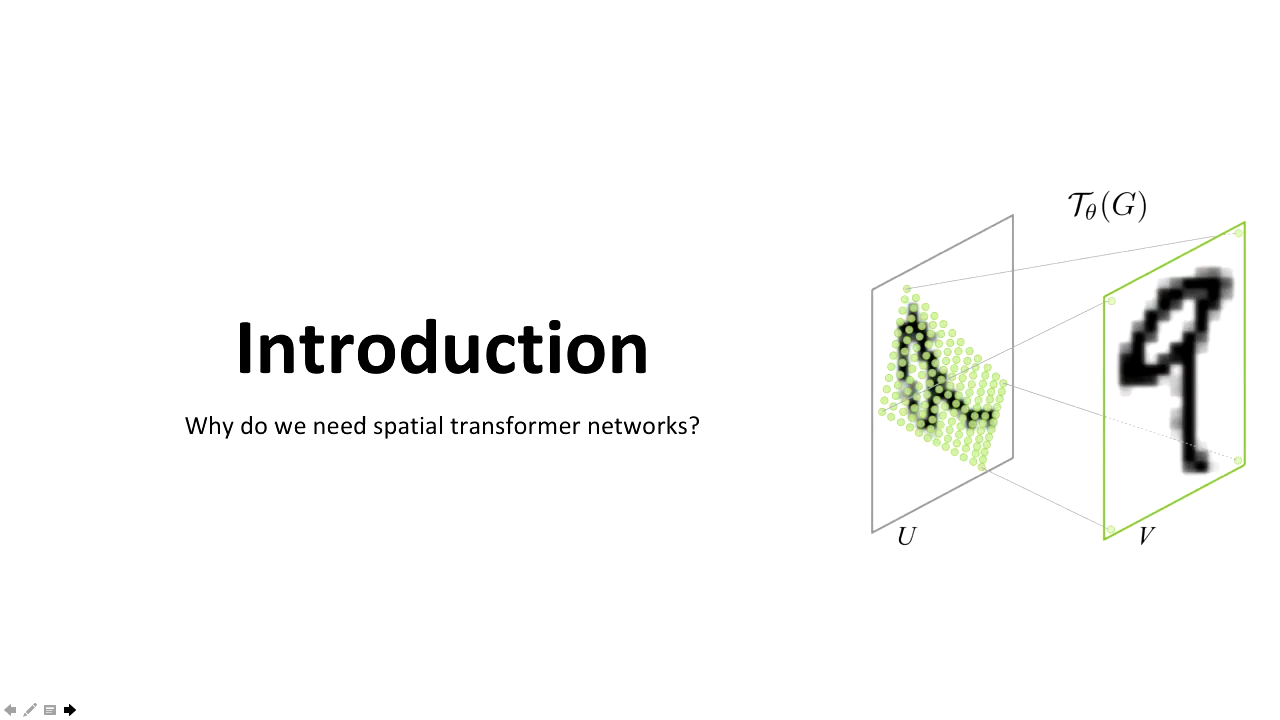 Introduction
Why do we need spatial transformer networks?
𝒯θ(G)
U
V